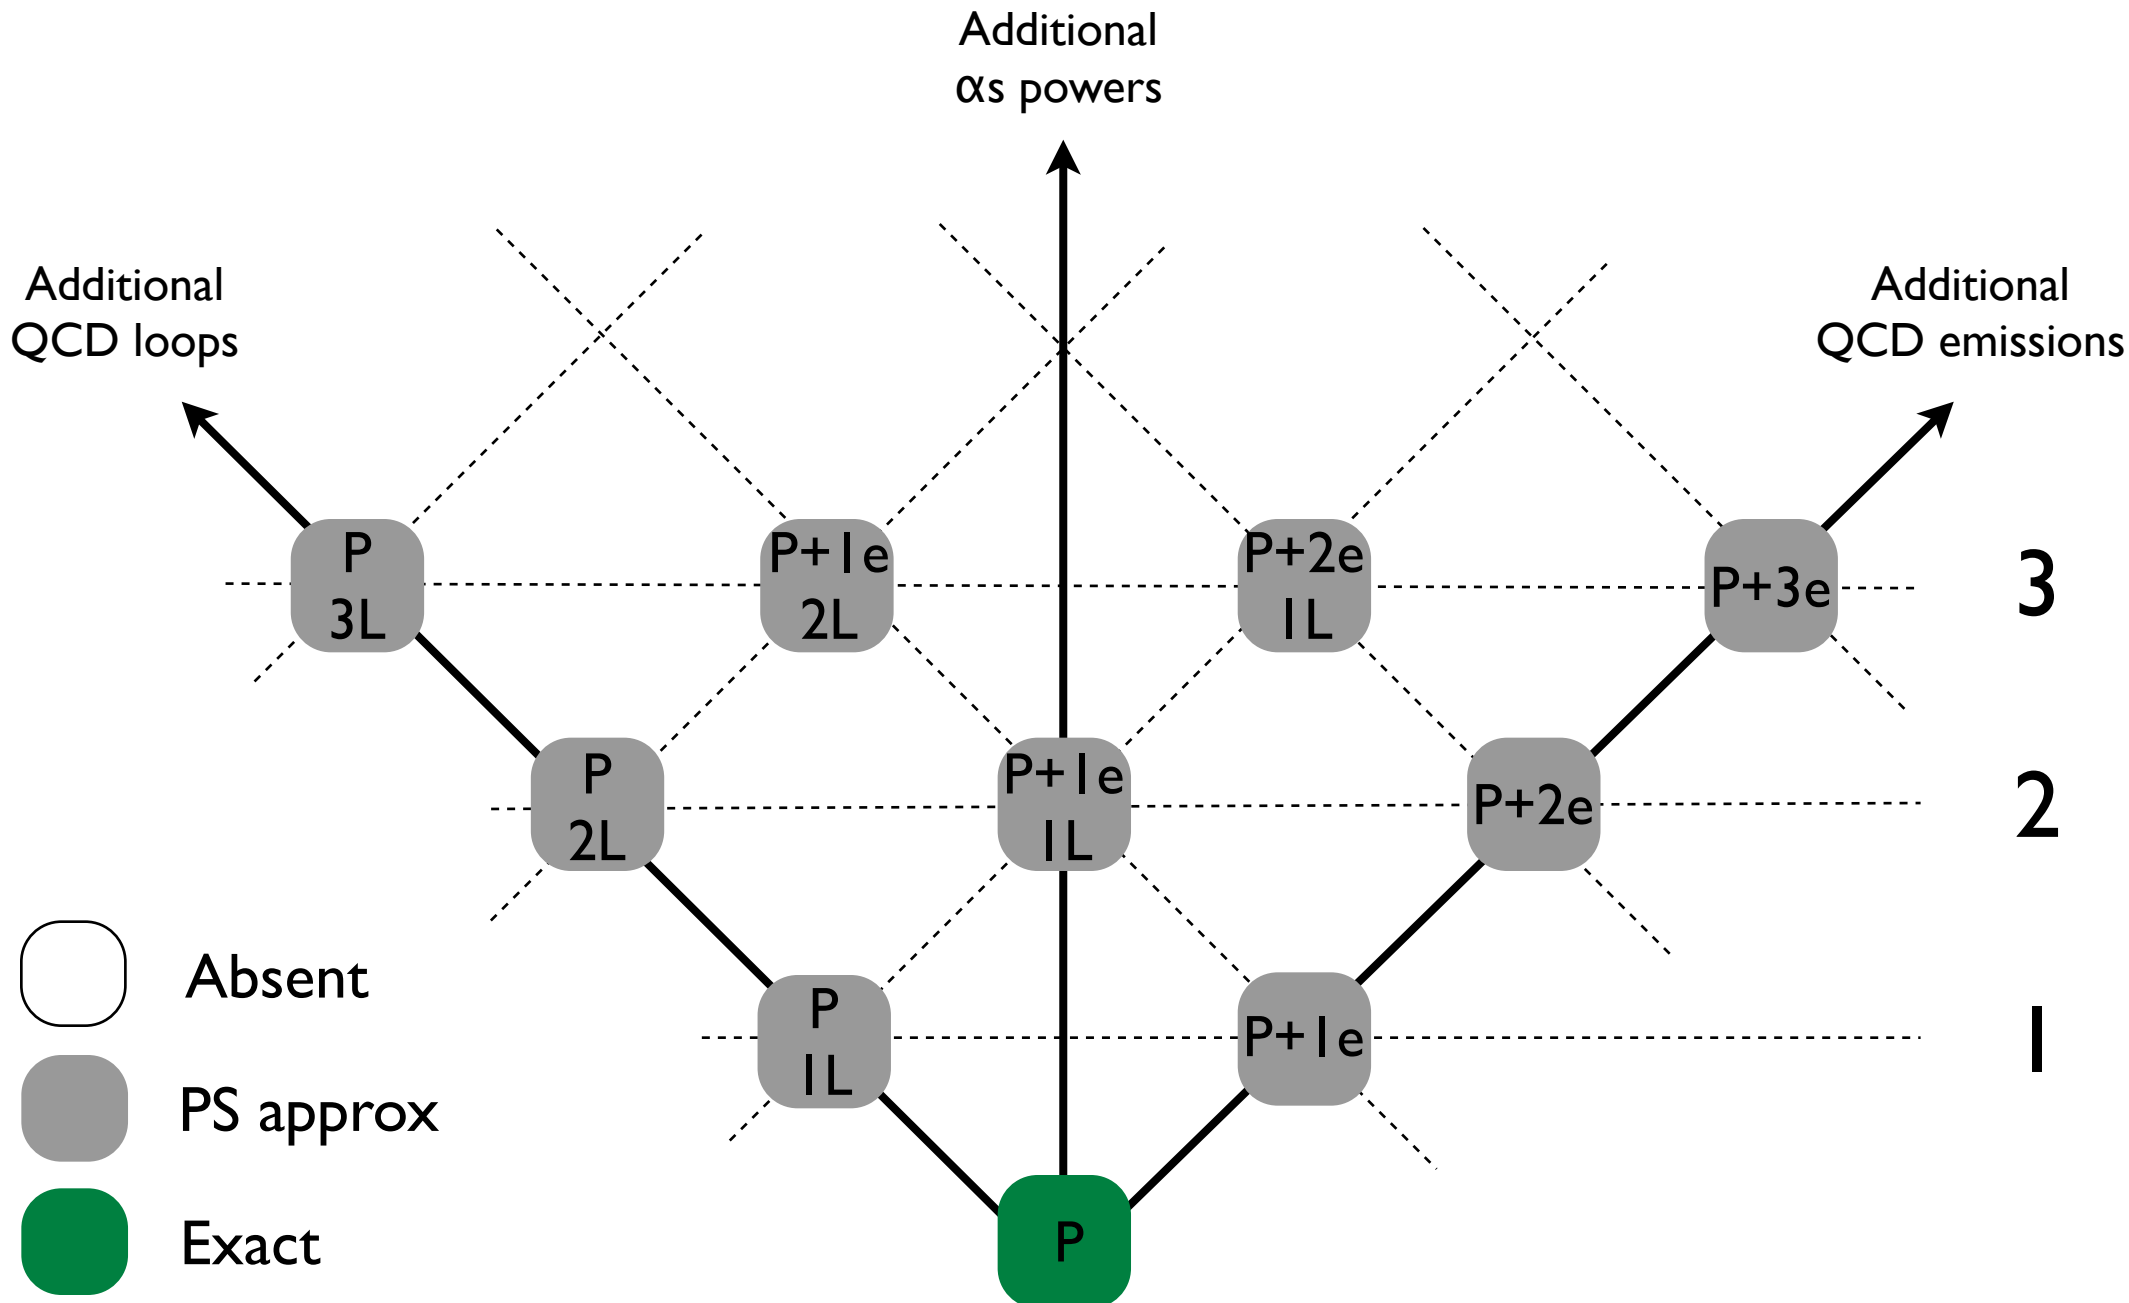 Additional
αs powers
Additional
QCD loops
Additional
QCD emissions
P
3L
P+1e
2L
P+2e
1L
P+3e
3
P
2L
P+1e
1L
P+2e
2
P
1L
P+1e
1
P
Absent
PS approx
Exact